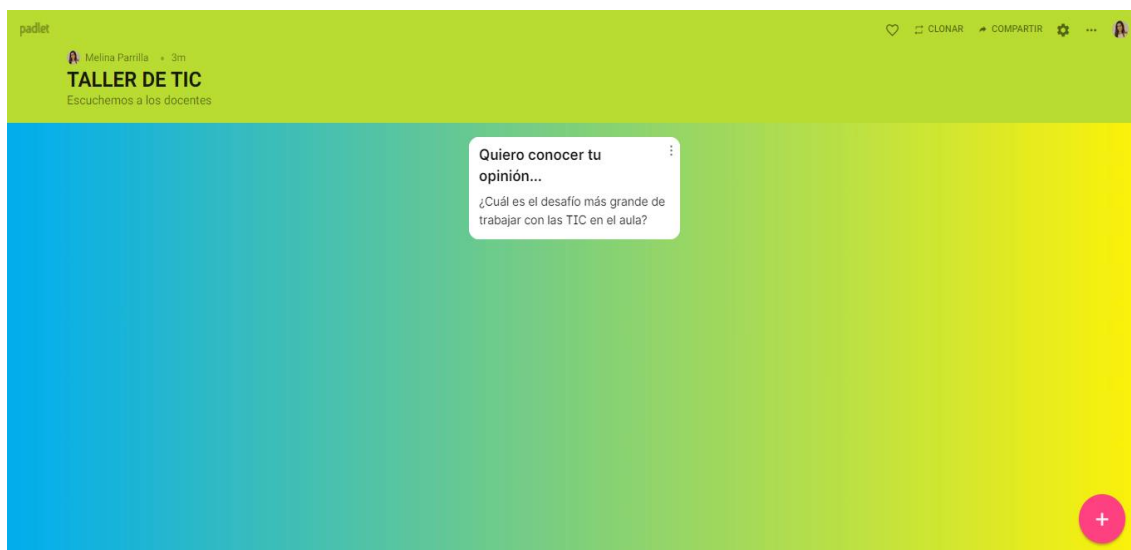 padlet
CLONAR
COMPARTIR
Melina Parrilla • 3m
TALLER DE TIC
Escuchemos a los docentes
Quiero conocer tu
opinión...
¿Cuál es el desafío más grande de
trabajar con las TIC en el aula?